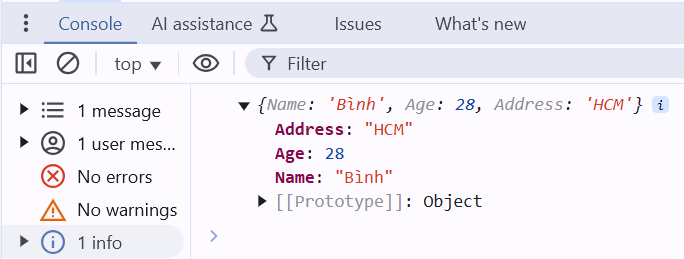 Console AI assistance Issues What's new
top ▼ Filter
1 message
1 user mes...
No errors
No warnings
1 info
▼ {Name: 'Bình', Age: 28, Address: 'HCM'} i
Address: "HCM"
Age: 28
Name: "Bình"
▶ [[Prototype]]: Object
>